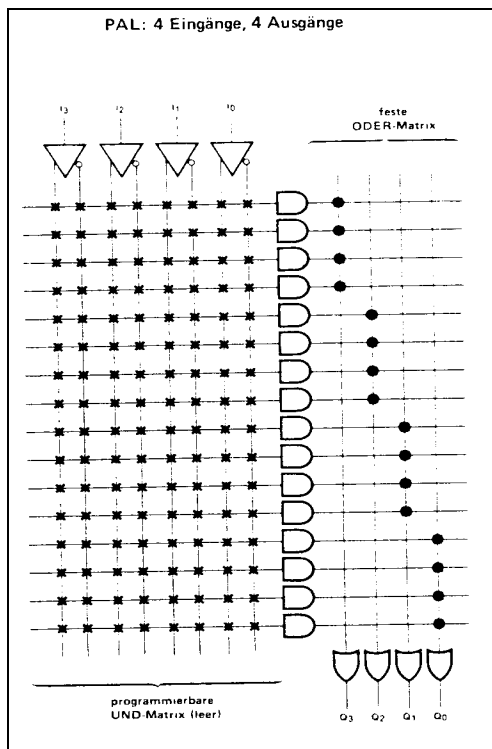 PAL: 4 Eingänge, 4 Ausgänge
feste
ODER-Matrix
I3 I2 I1 I0
programmierbare
UND-Matrix (leer)
Q3 Q2 Q1 Q0